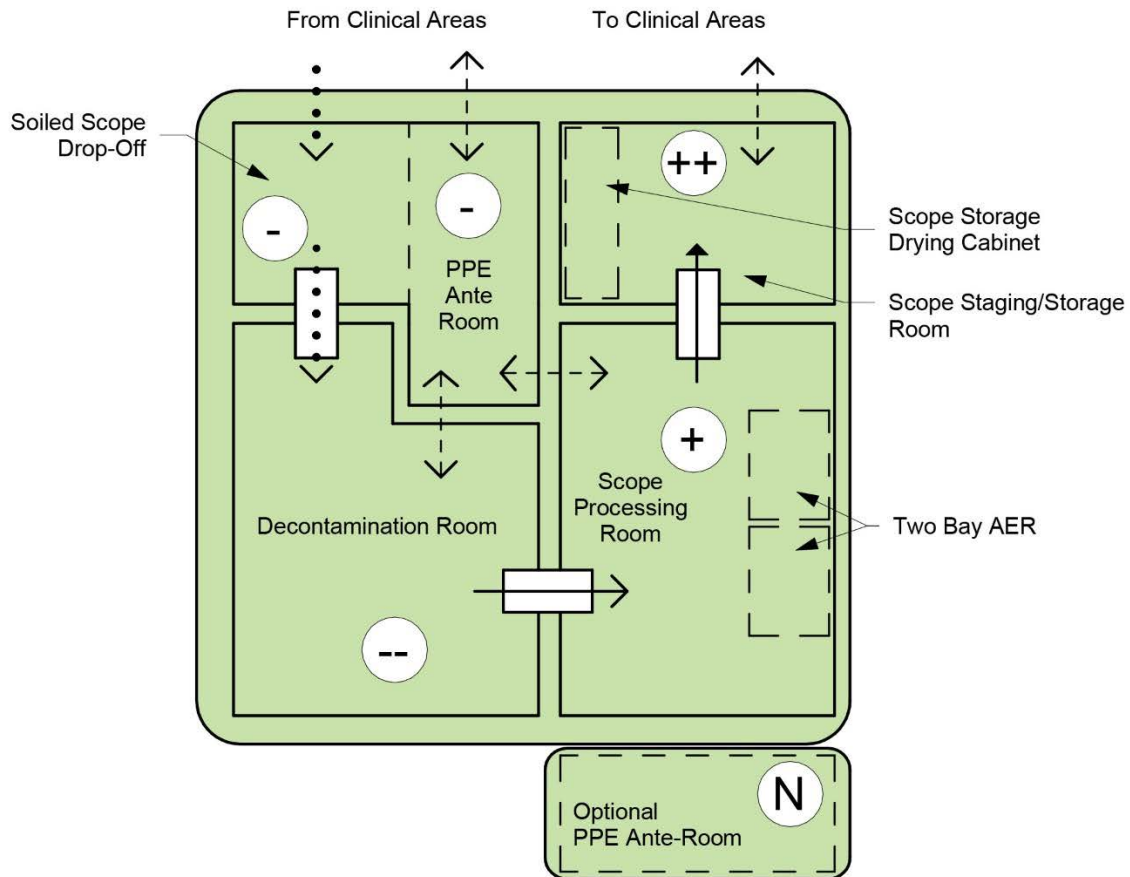 From Clinical Areas
To Clinical Areas
Soiled Scope
Drop-Off
++
-
-
Scope Storage
Drying Cabinet
PPE
Ante
Room
Scope Staging/Storage
Room
+
Scope
Processing
Room
Decontamination Room
Two Bay AER
--
N
Optional
PPE Ante-Room